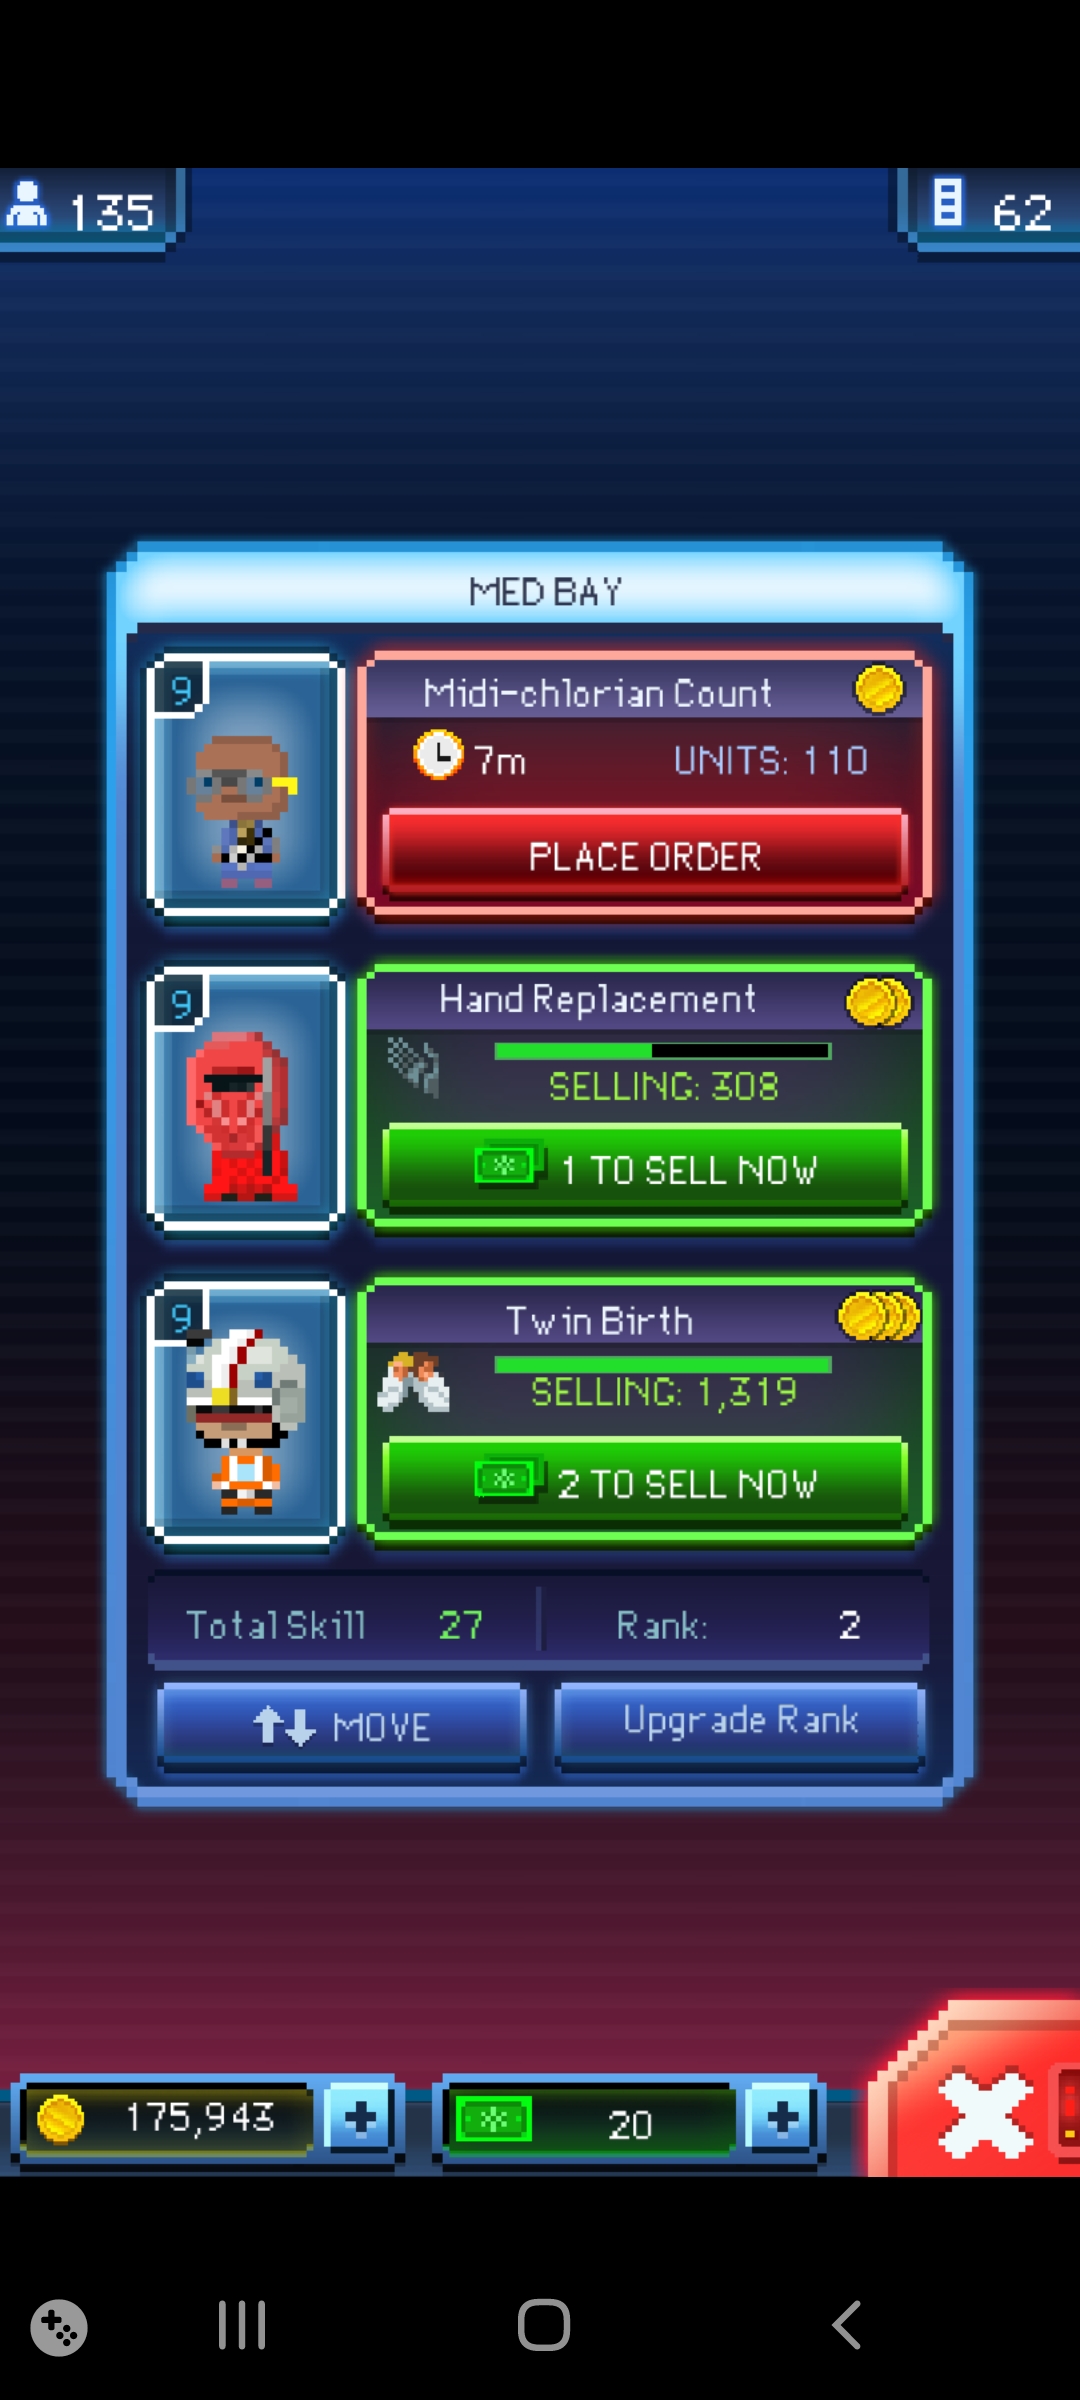 135
62
MED BAY
9
Midi-chlorian Count
7m
UNITS: 110
PLACE ORDER
9
Hand Replacement
SELLING: 308
1 TO SELL NOW
9
Twin Birth
SELLING: 1,319
2 TO SELL NOW
Total Skill 27
Rank: 2
MOVE
Upgrade Rank
175,943
20